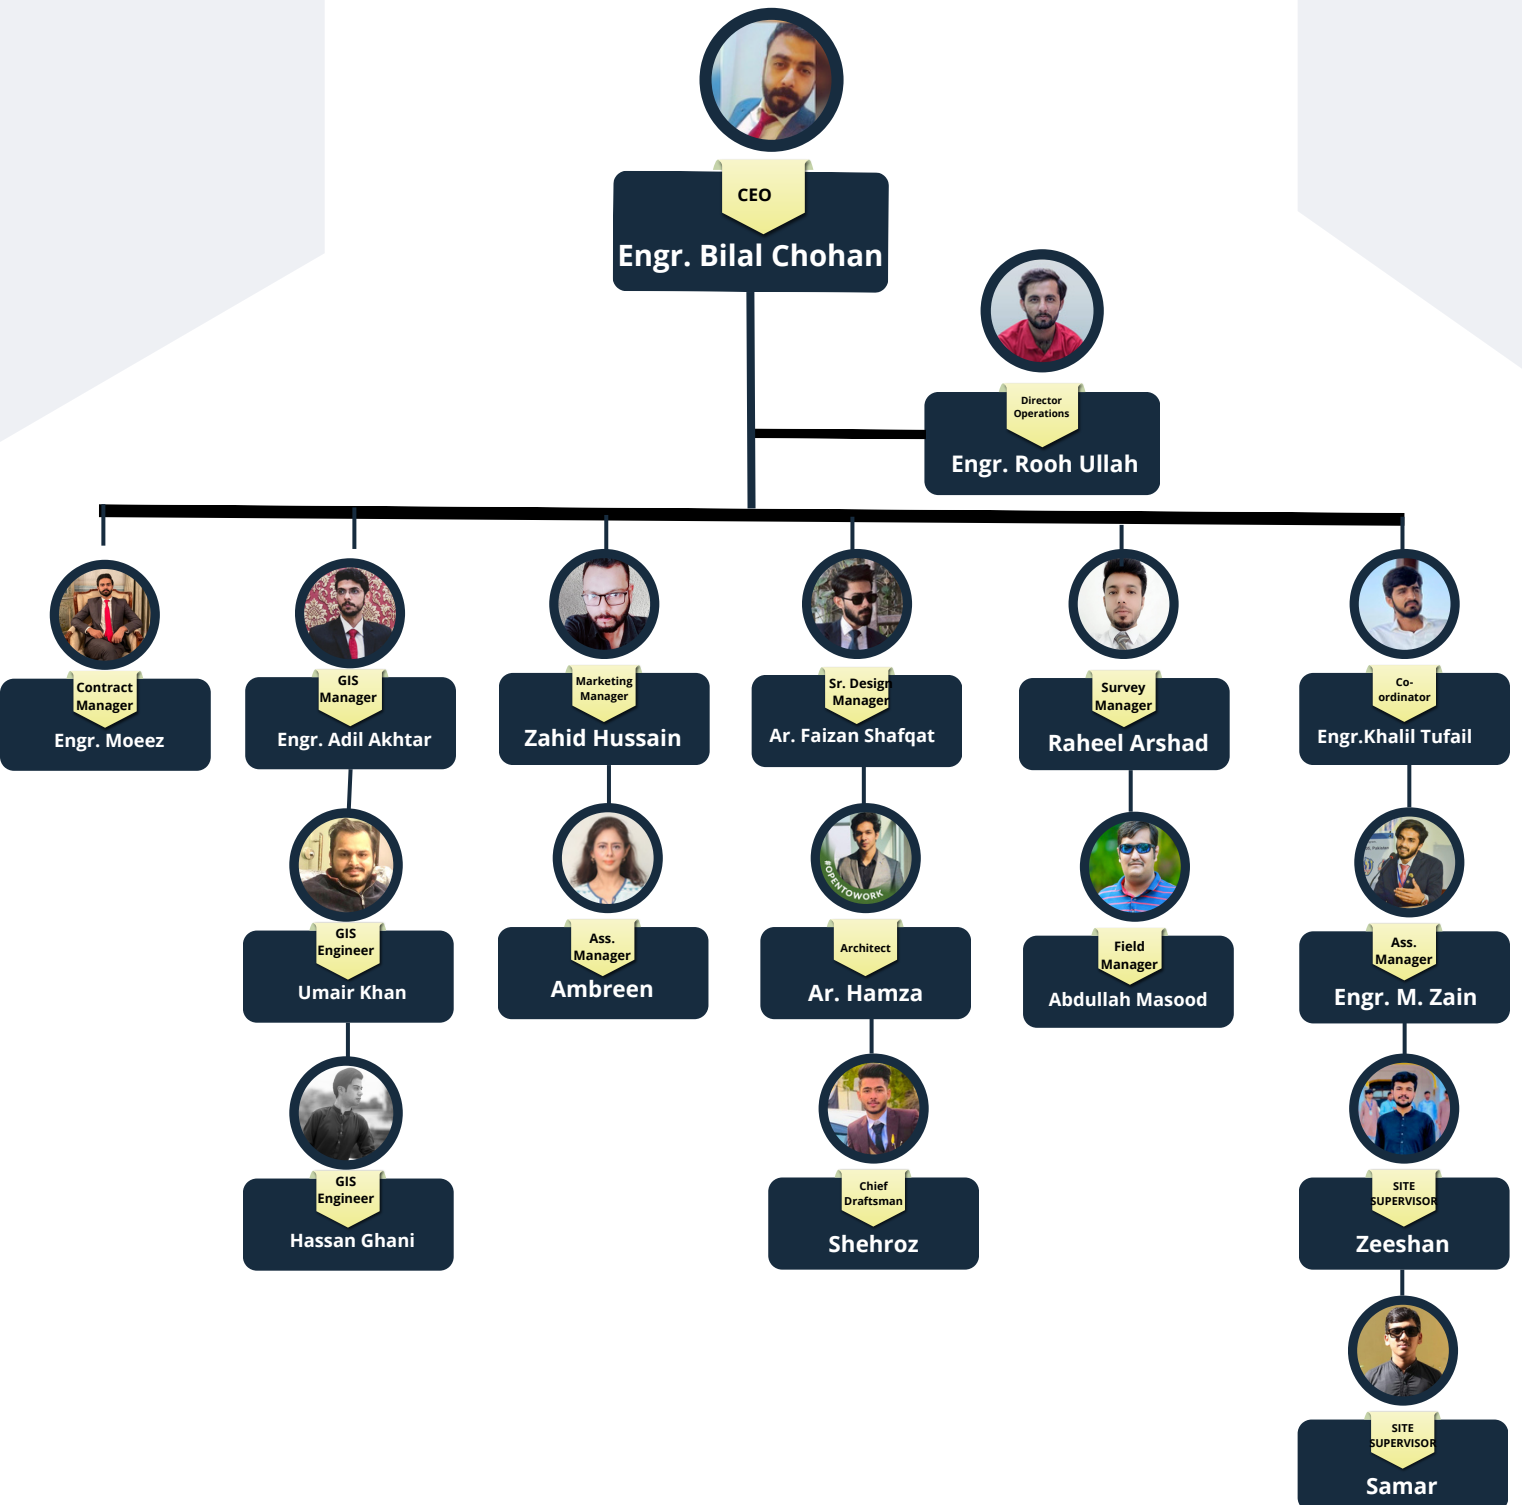 CEO
Engr. Bilal Chohan
Director
Operations
Engr. Rooh Ullah
Contract
Manager
Engr. Moeez
GIS
Manager
Engr. Adil Akhtar
Marketing
Manager
Zahid Hussain
Sr. Design
Manager
Ar. Faizan Shafqat
Survey
Manager
Raheel Arshad
Co-
ordinator
Engr.Khalil Tufail
GIS
Engineer
Umair Khan
Ass.
Manager
Ambreen
#OPENTOWORK
Architect
Ar. Hamza
Field
Manager
Abdullah Masood
Ass.
Manager
Engr. M. Zain
GIS
Engineer
Hassan Ghani
Chief
Draftsman
Shehroz
SITE
SUPERVISOR
Zeeshan
SITE
SUPERVISOR
Samar